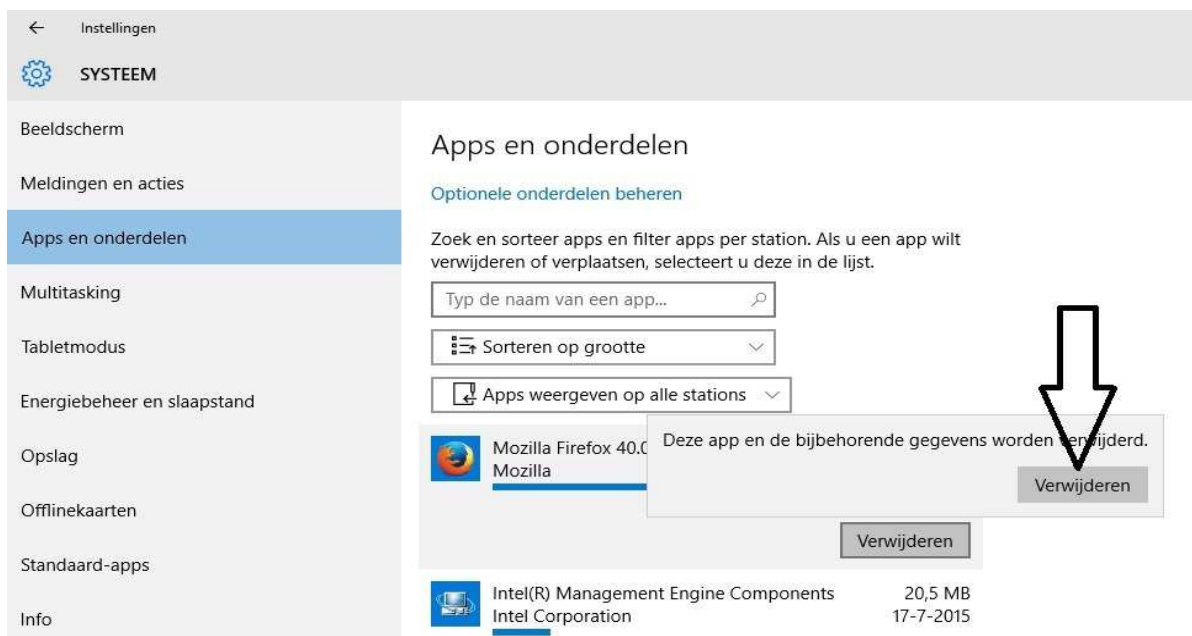 Instellingen
SYSTEEM
Beeldscherm
Meldingen en acties
Apps en onderdelen
Multitasking
Tabletmodus
Energiebeheer en slaapstand
Opslag
Offlinekaarten
Standaard-apps
Info
Apps en onderdelen
Optionele onderdelen beheren
Zoek en sorteer apps en filter apps per station. Als u een app wilt
verwijderen of verplaatsen, selecteert u deze in de lijst.
Typ de naam van een app...
Sorteren op grootte
Apps weergeven op alle stations
Mozilla Firefox 40.0
Mozilla
Deze app en de bijbehorende gegevens worden verwijderd.
Verwijderen
Verwijderen
Intel(R) Management Engine Components
20,5 MB
Intel Corporation
17-7-2015